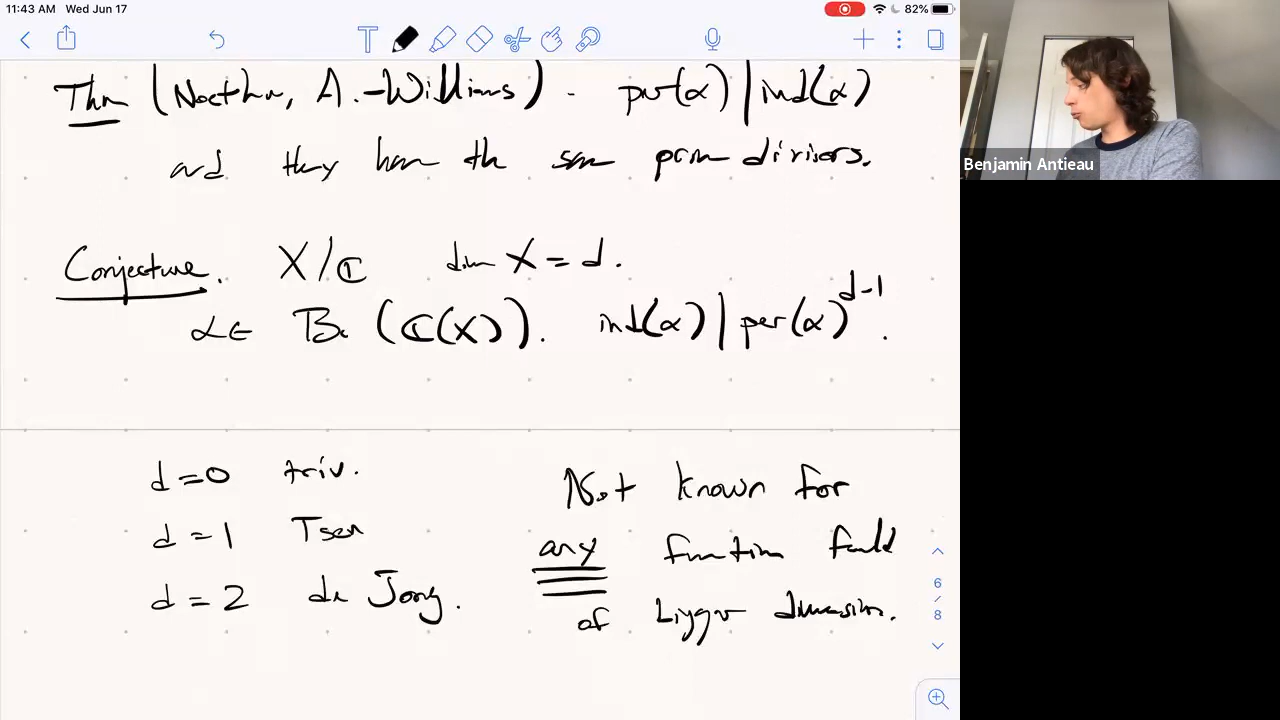 11:43 AM Wed Jun 17
82%
Thm (Noether, A.-Williams). per(α) | ind(α)
and they have the same prime divisors.
Benjamin Antieau
Conjecture. X/ℂ dim X = d.
α ∈ Br (ℂ(X)). ind(α) | per(α)^{d-1}.
d = 0 triv.
d = 1 Tsen
d = 2 de Jong.
Not known for
any function field
of higher dimension.
6
/
8